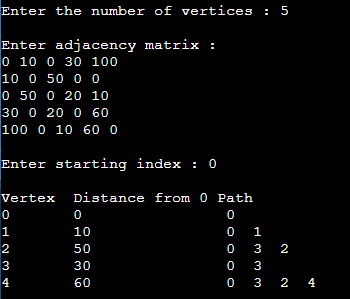 Enter the number of vertices : 5
Enter adjacency matrix :
0 10 0 30 100
10 0 50 0 0
0 50 0 20 10
30 0 20 0 60
100 0 10 60 0
Enter starting index : 0
Vertex  Distance from 0 Path
0       0                0
1       10               0  1
2       50               0  3  2
3       30               0  3
4       60               0  3  2  4